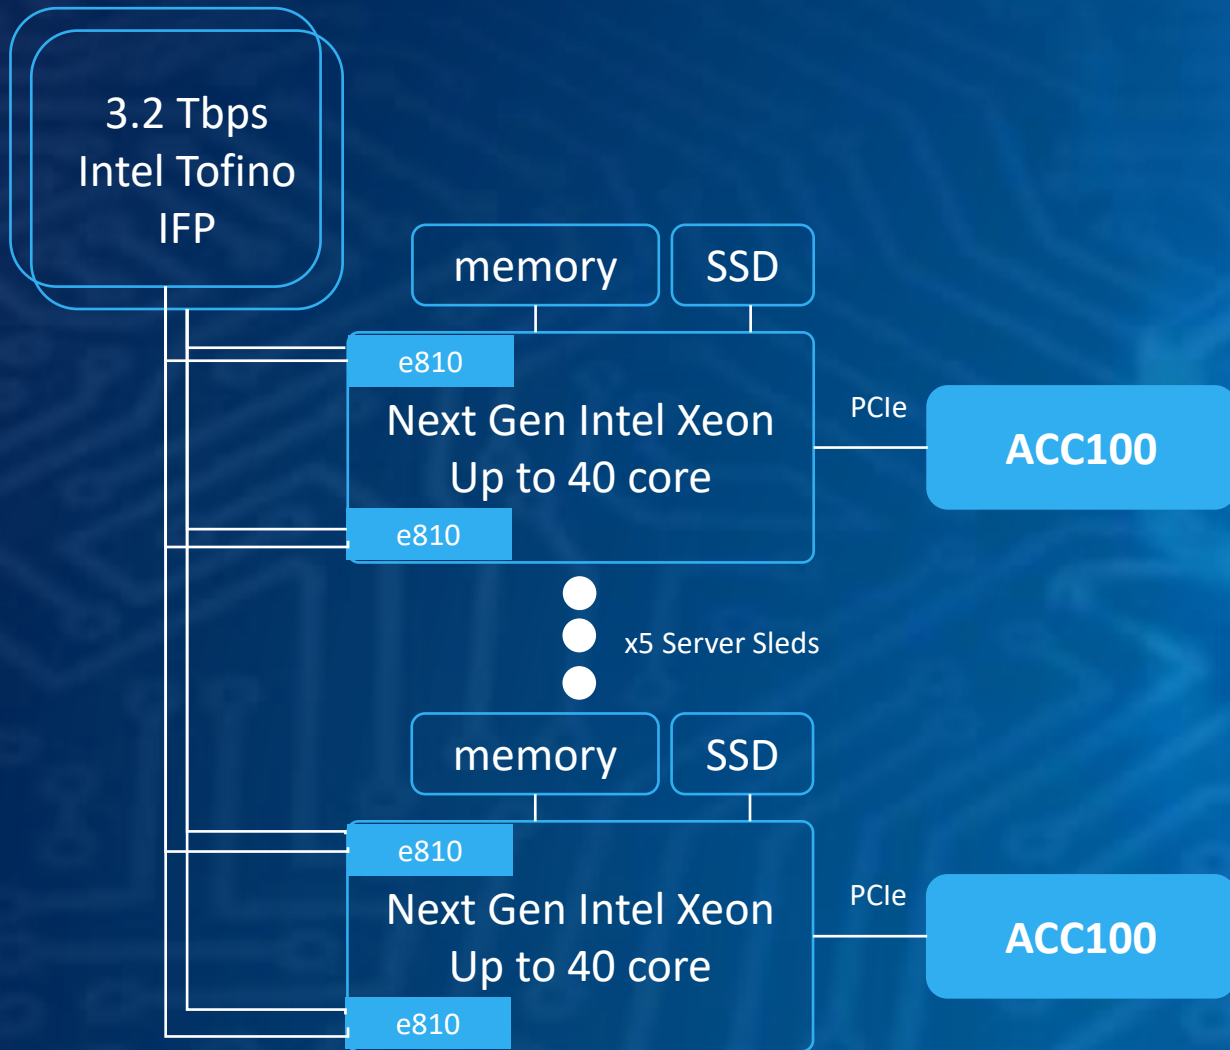 3.2 Tbps
Intel Tofino
IFP
memory
SSD
e810
Next Gen Intel Xeon
Up to 40 core
e810
PCIe
ACC100
x5 Server Sleds
memory
SSD
e810
Next Gen Intel Xeon
Up to 40 core
e810
PCIe
ACC100